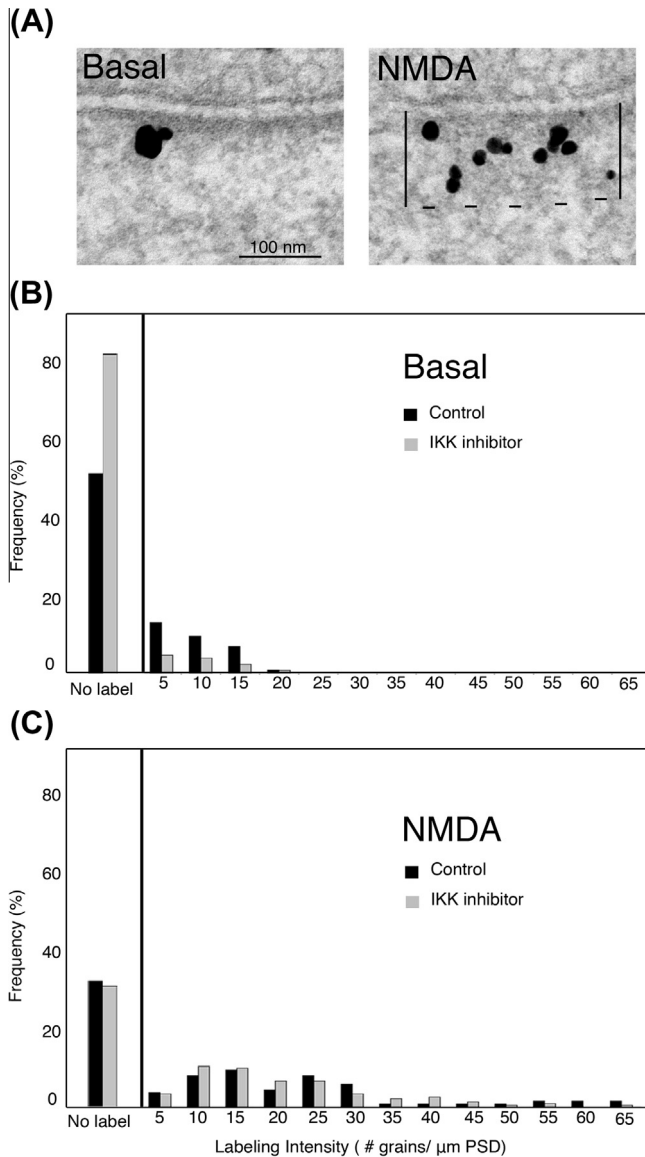 (A)
Basal
NMDA
100 nm
(B)
Frequency (%)
80
60
40
20
0
Basal
Control
IKK inhibitor
No label 5 10 15 20 25 30 35 40 45 50 55 60 65
(C)
Frequency (%)
80
60
40
20
0
NMDA
Control
IKK inhibitor
No label 5 10 15 20 25 30 35 40 45 50 55 60 65
Labeling Intensity ( # grains/ μm PSD)